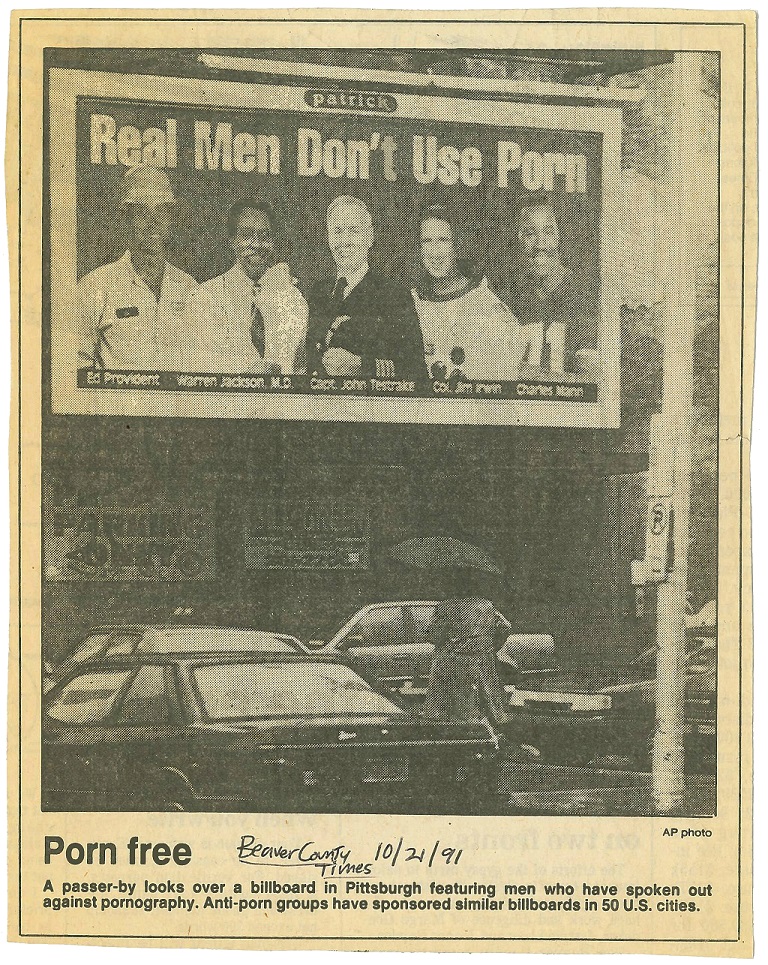 patrick
Real Men Don't Use Porn
Ed Provident Warren Jackson, M.D. Capt. John Testrake Col. Jim Irwin Charles Mann
PARKING
AP photo
Porn free
Beaver County
Times
10/21/91
A passer-by looks over a billboard in Pittsburgh featuring men who have spoken out
against pornography. Anti-porn groups have sponsored similar billboards in 50 U.S. cities.